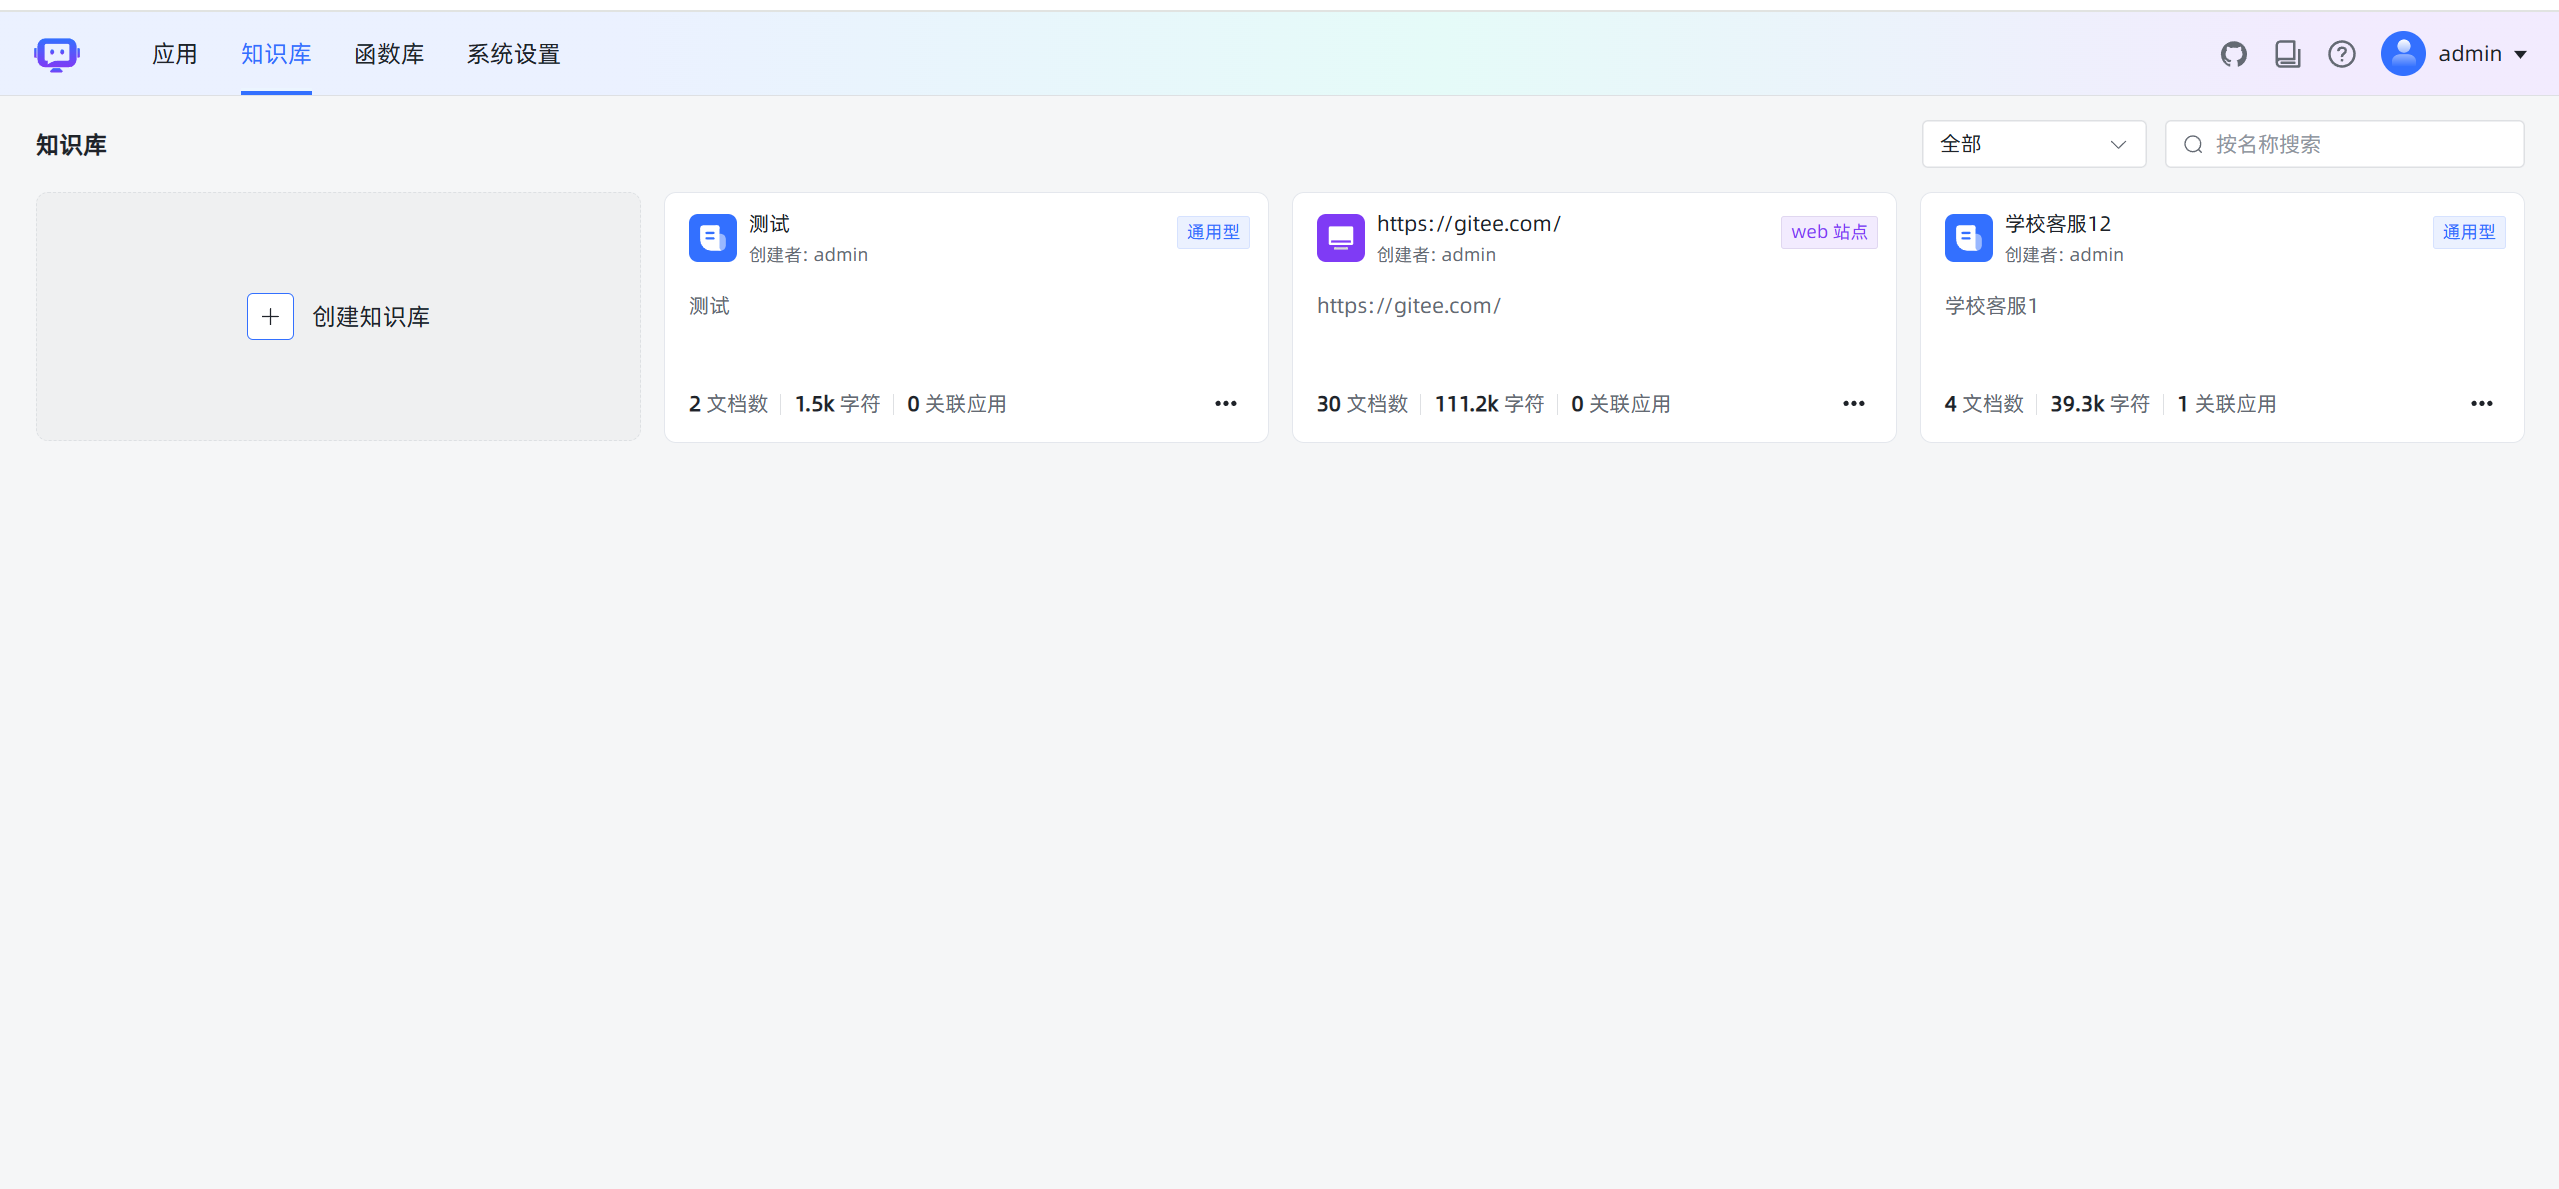 应用 知识库 函数库 系统设置 admin
知识库 全部 按名称搜索
创建知识库
测试 通用型
创建者: admin
测试
2 文档数 1.5k 字符 0 关联应用
https://gitee.com/ web 站点
创建者: admin
https://gitee.com/
30 文档数 111.2k 字符 0 关联应用
学校客服12 通用型
创建者: admin
学校客服1
4 文档数 39.3k 字符 1 关联应用